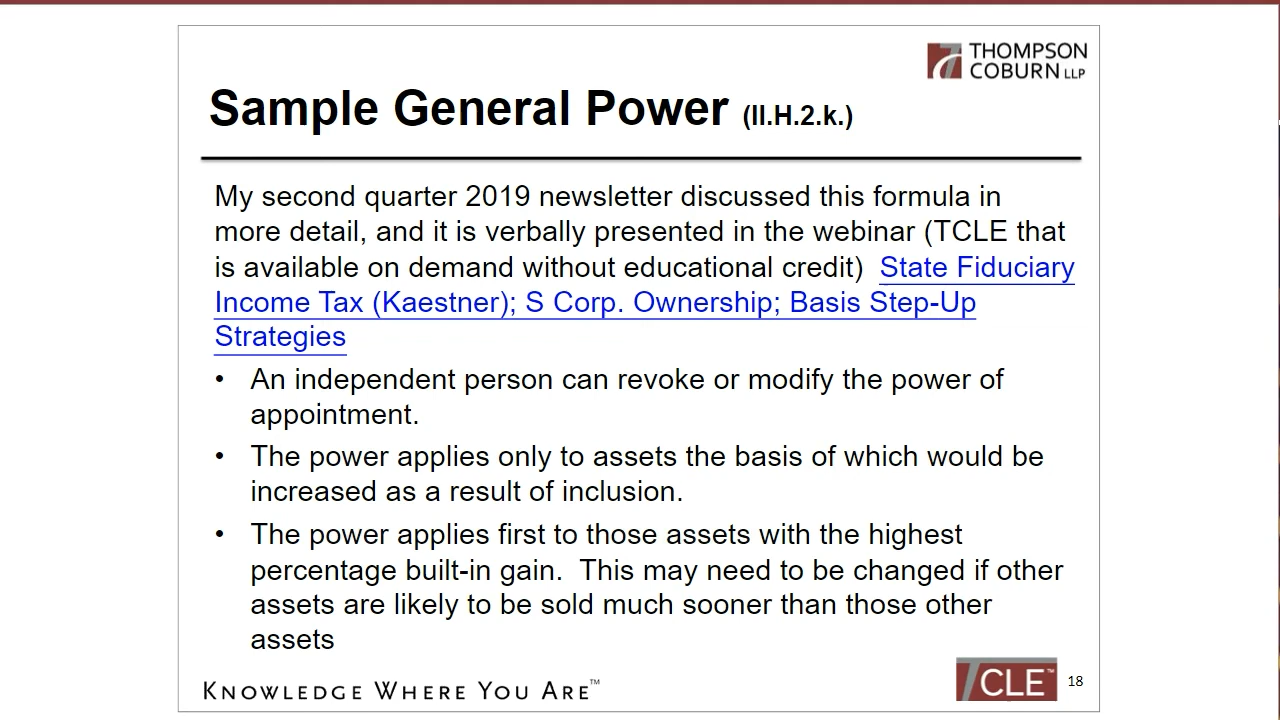 THOMPSON
COBURN LLP
Sample General Power (II.H.2.k.)
My second quarter 2019 newsletter discussed this formula in
more detail, and it is verbally presented in the webinar (TCLE that
is available on demand without educational credit) State Fiduciary
Income Tax (Kaestner); S Corp. Ownership; Basis Step-Up
Strategies
• An independent person can revoke or modify the power of
appointment.
• The power applies only to assets the basis of which would be
increased as a result of inclusion.
• The power applies first to those assets with the highest
percentage built-in gain. This may need to be changed if other
assets are likely to be sold much sooner than those other
assets
KNOWLEDGE WHERE YOU ARE™
TCLE™ 18